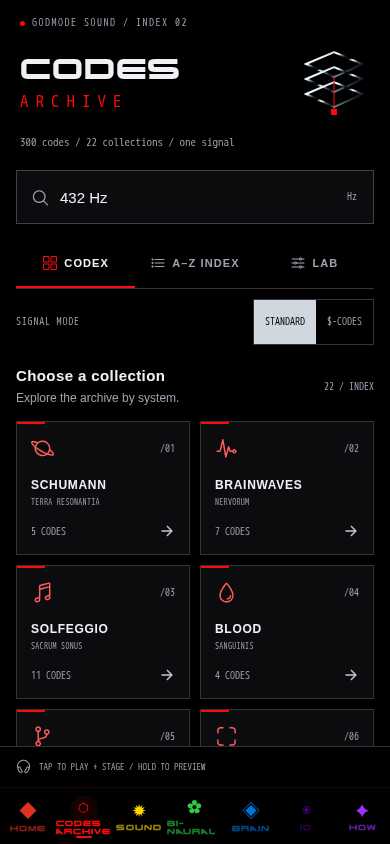 GODMODE SOUND / INDEX 02
CODES
ARCHIVE
300 codes / 22 collections / one signal
432 Hz
Hz
CODEX
A–Z INDEX
LAB
SIGNAL MODE
STANDARD
$-CODES
Choose a collection
Explore the archive by system.
22 / INDEX
/01
SCHUMANN
TERRA RESONANTIA
5 CODES
/02
BRAINWAVES
NERVORUM
7 CODES
/03
SOLFEGGIO
SACRUM SONUS
11 CODES
/04
BLOOD
SANGUINIS
4 CODES
/05
/06
TAP TO PLAY + STAGE / HOLD TO PREVIEW
HOME
CODES
ARCHIVE
SOUND
BI-
NAURAL
BRAIN
HOW